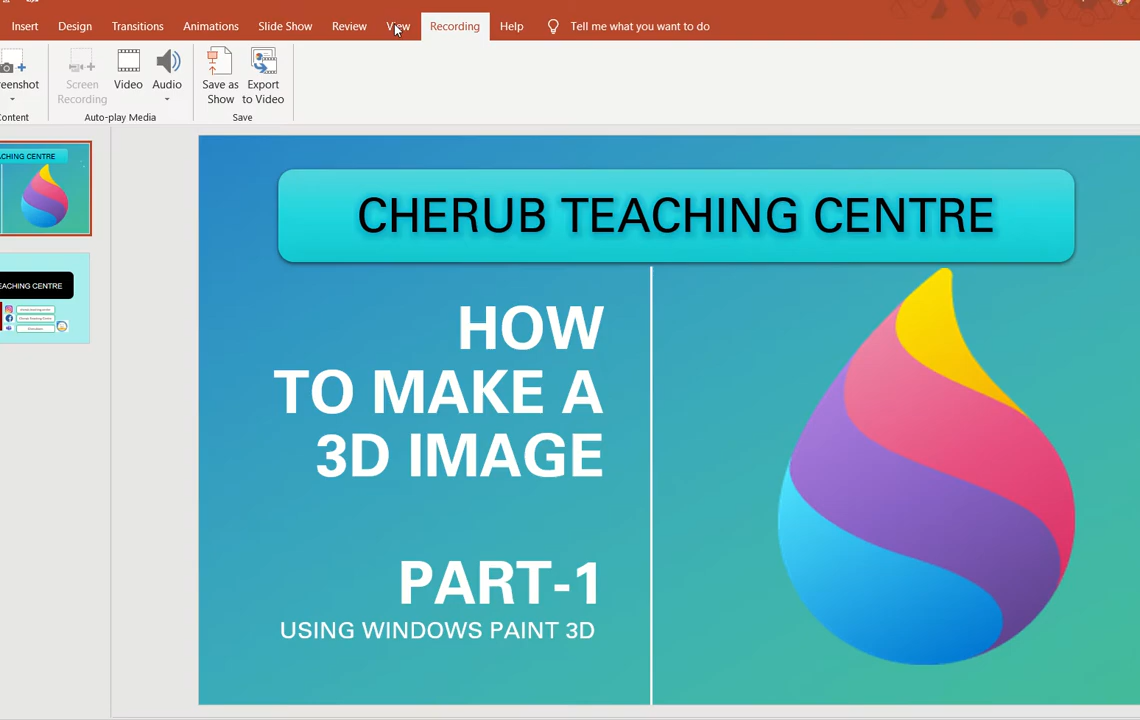 Insert Design Transitions Animations Slide Show Review View Recording Help Tell me what you want to do
eenshot Screen Recording Video Audio Save as Show Export to Video
ontent Auto-play Media Save
ACHING CENTRE
EACHING CENTRE
CHERUB TEACHING CENTRE
HOW
TO MAKE A
3D IMAGE
PART-1
USING WINDOWS PAINT 3D